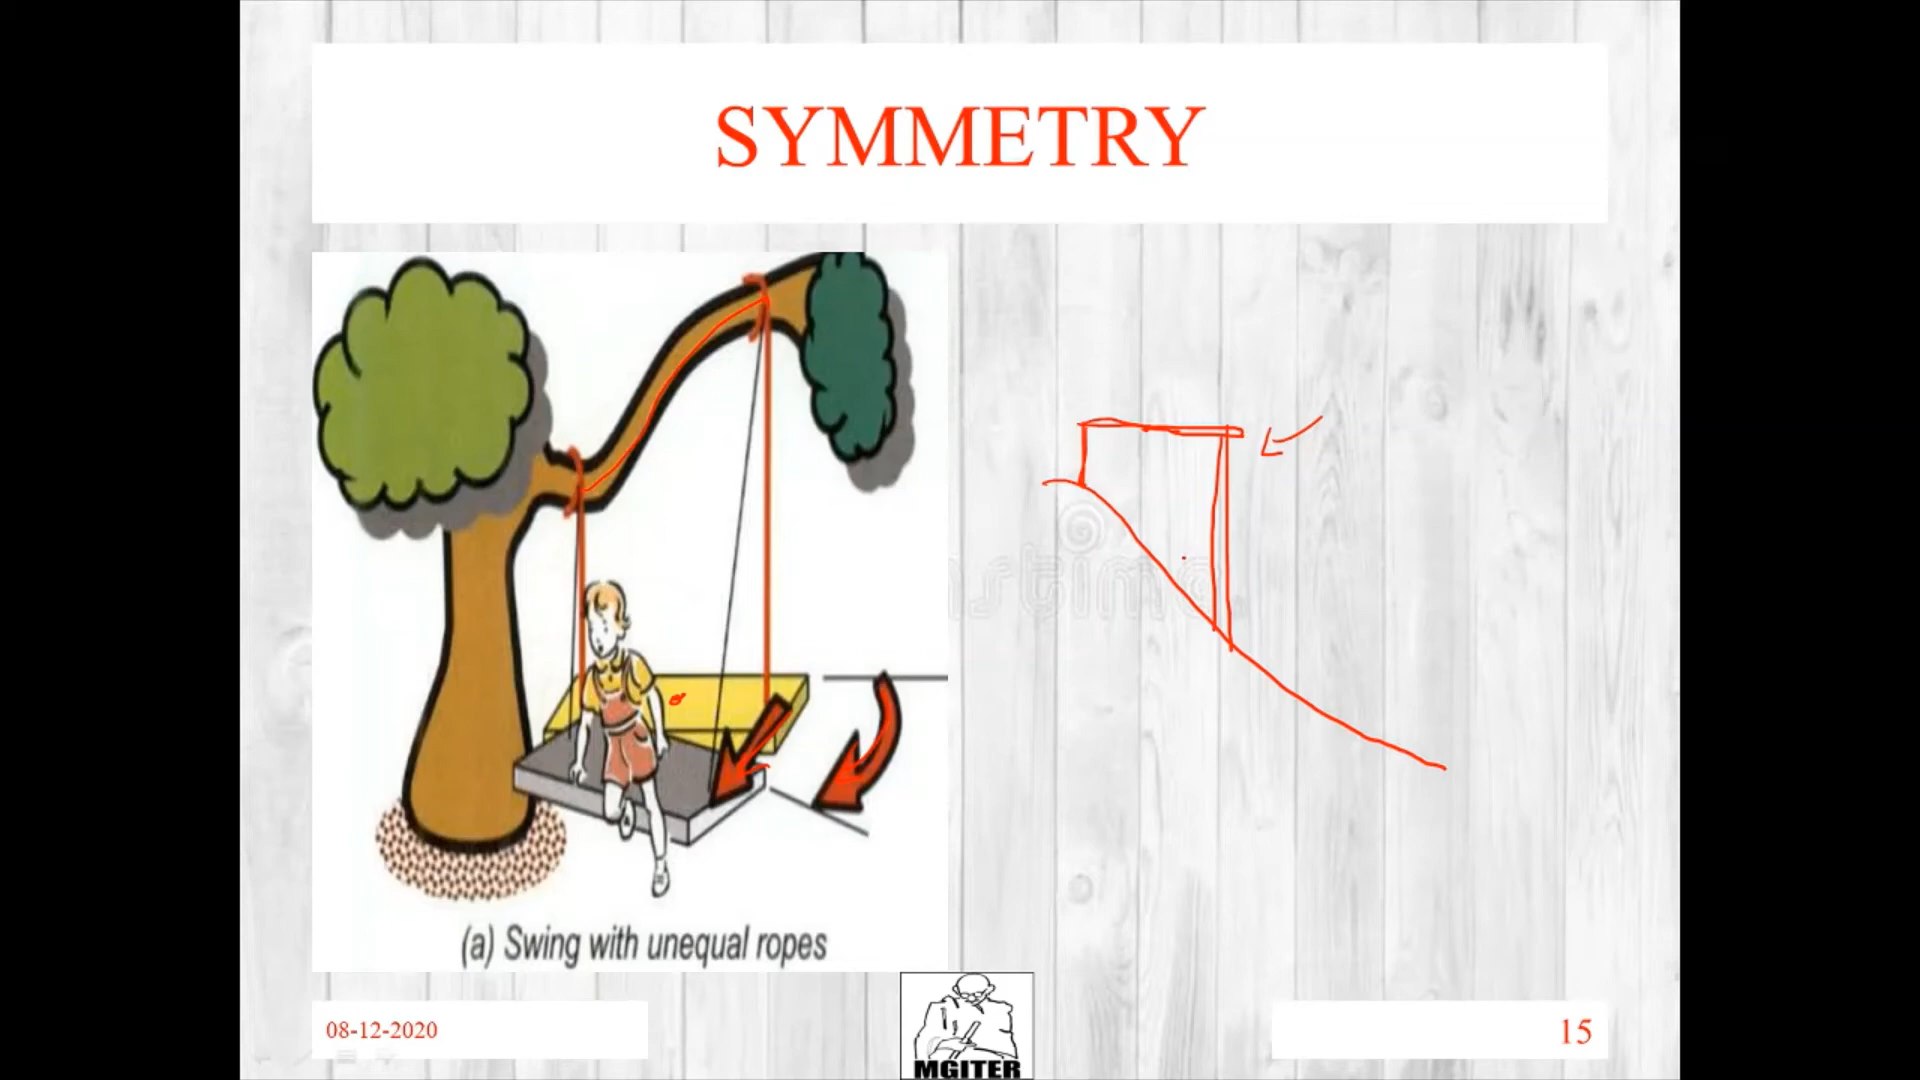 SYMMETRY
(a) Swing with unequal ropes
08-12-2020
MGITER
15